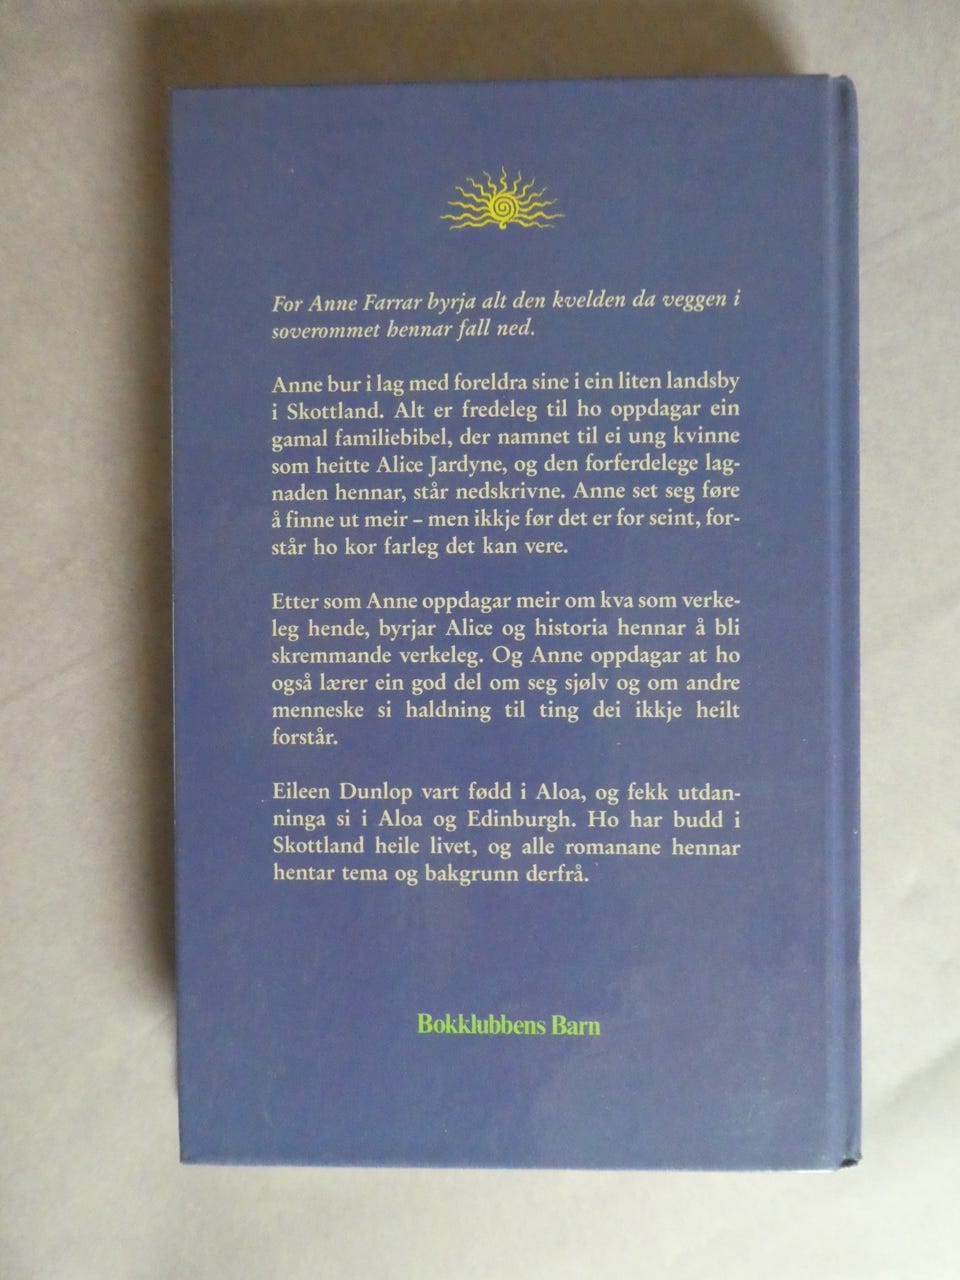 For Anne Farrar byrja alt den kvelden da veggen i
soverommet hennar fall ned.
Anne bur i lag med foreldra sine i ein liten landsby
i Skottland. Alt er fredeleg til ho oppdagar ein
gamal familiebibel, der namnet til ei ung kvinne
som heitte Alice Jardyne, og den forferdelege lag-
naden hennar, står nedskrivne. Anne set seg føre
å finne ut meir – men ikkje før det er for seint, for-
står ho kor farleg det kan vere.
Etter som Anne oppdagar meir om kva som verke-
leg hende, byrjar Alice og historia hennar å bli
skremmande verkeleg. Og Anne oppdagar at ho
også lærer ein god del om seg sjølv og om andre
menneske si haldning til ting dei ikkje heilt
forstår.
Eileen Dunlop vart fødd i Aloa, og fekk utdan-
ninga si i Aloa og Edinburgh. Ho har budd i
Skottland heile livet, og alle romanane hennar
hentar tema og bakgrunn derfrå.
Bokklubbens Barn